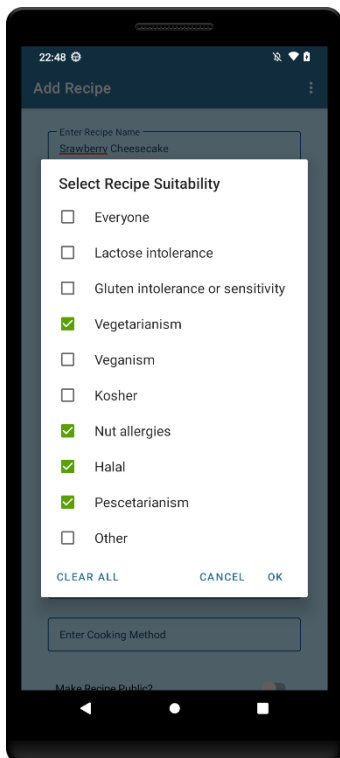 22:48
Add Recipe
Enter Recipe Name
Srawberry Cheesecake
Select Recipe Suitability
Everyone
Lactose intolerance
Gluten intolerance or sensitivity
Vegetarianism
Veganism
Kosher
Nut allergies
Halal
Pescetarianism
Other
CLEAR ALL CANCEL OK
Enter Cooking Method
Make Recipe Public?